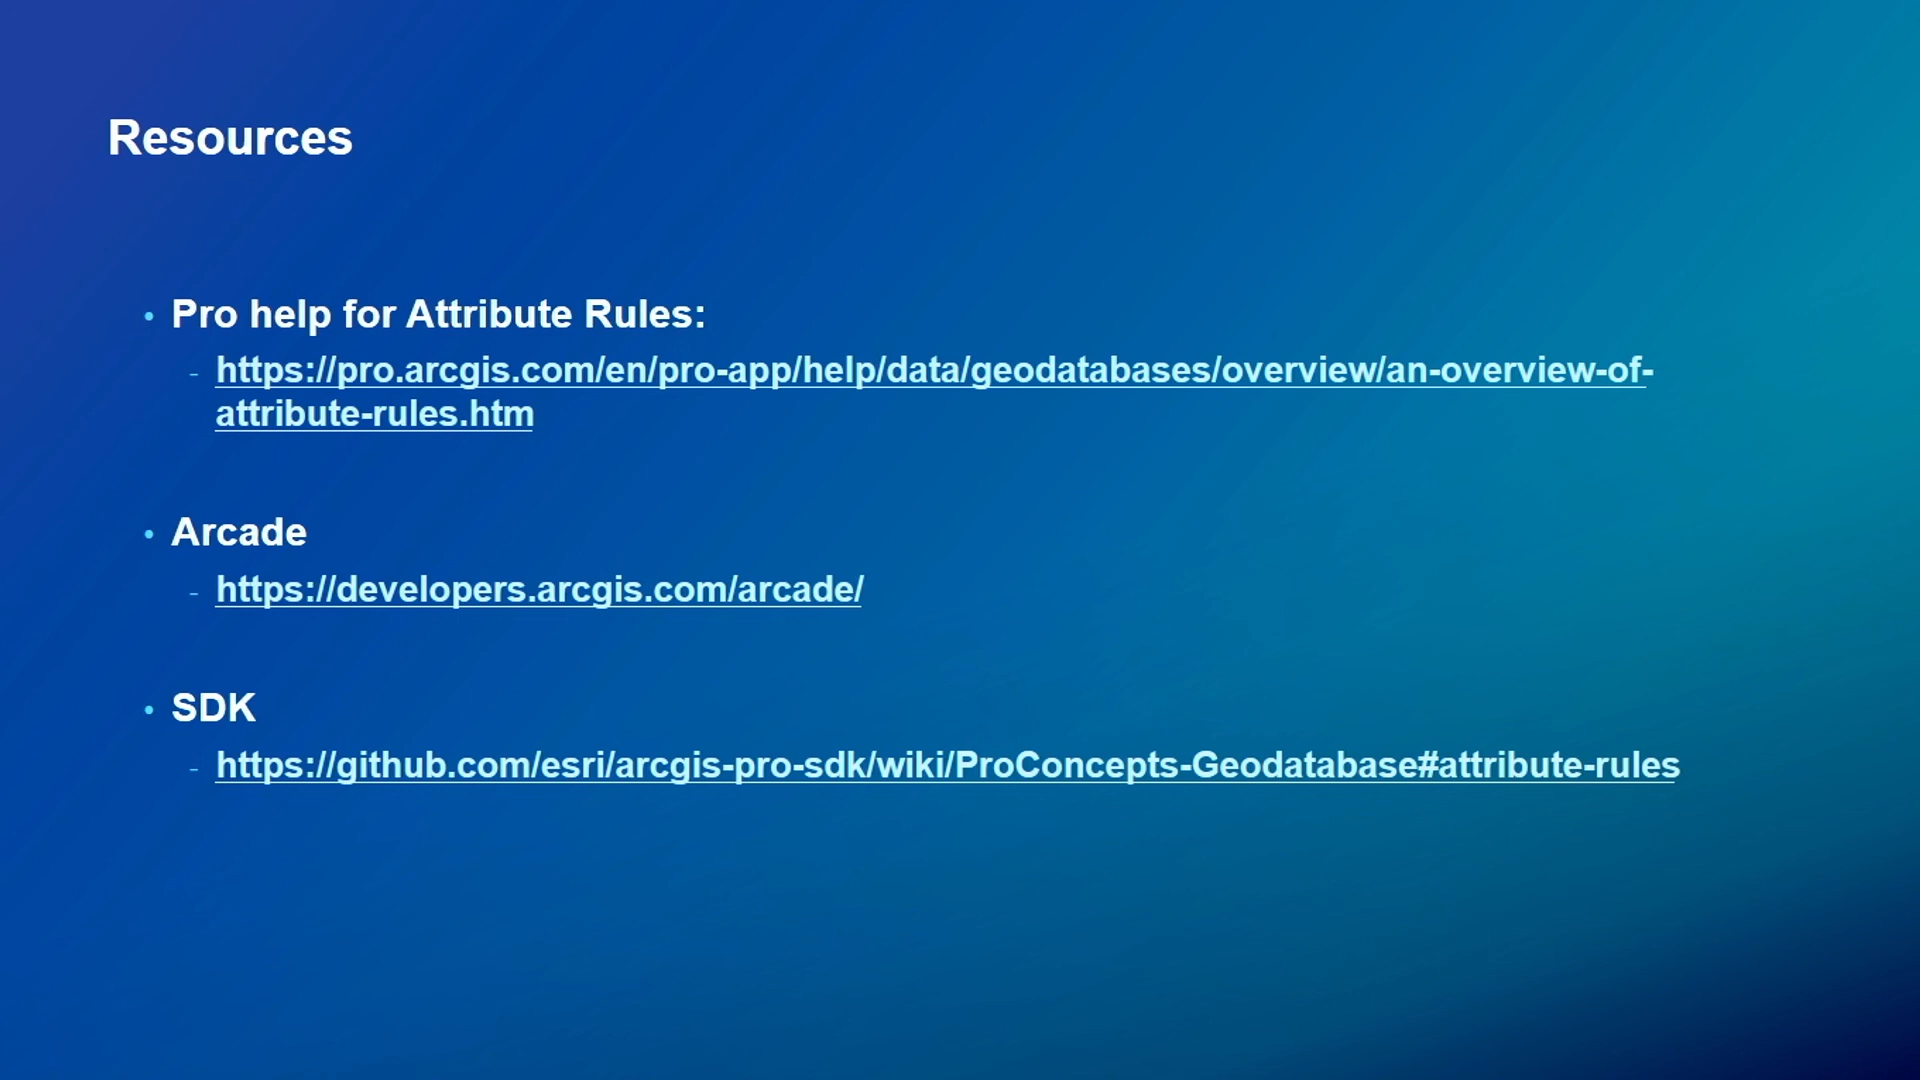 Resources
• Pro help for Attribute Rules:
- https://pro.arcgis.com/en/pro-app/help/data/geodatabases/overview/an-overview-of-
attribute-rules.htm
• Arcade
- https://developers.arcgis.com/arcade/
• SDK
- https://github.com/esri/arcgis-pro-sdk/wiki/ProConcepts-Geodatabase#attribute-rules